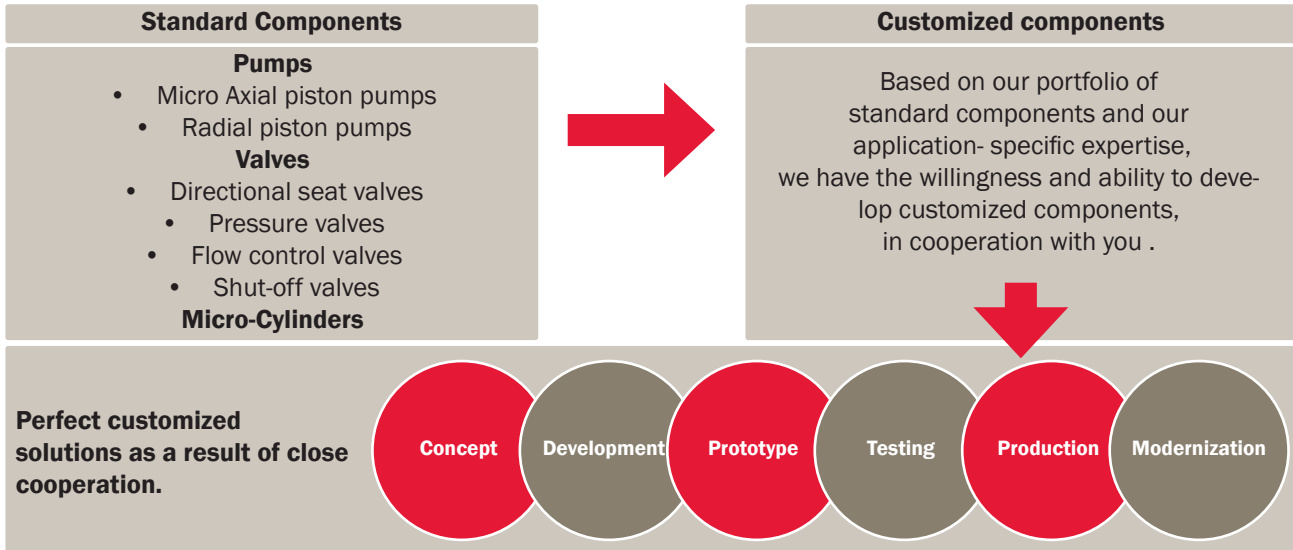 Standard Components
Pumps
• Micro Axial piston pumps
• Radial piston pumps
Valves
• Directional seat valves
• Pressure valves
• Flow control valves
• Shut-off valves
Micro-Cylinders
Customized components
Based on our portfolio of
standard components and our
application- specific expertise,
we have the willingness and ability to deve-
lop customized components,
in cooperation with you .
Perfect customized
solutions as a result of close
cooperation.
Concept
Development
Prototype
Testing
Production
Modernization